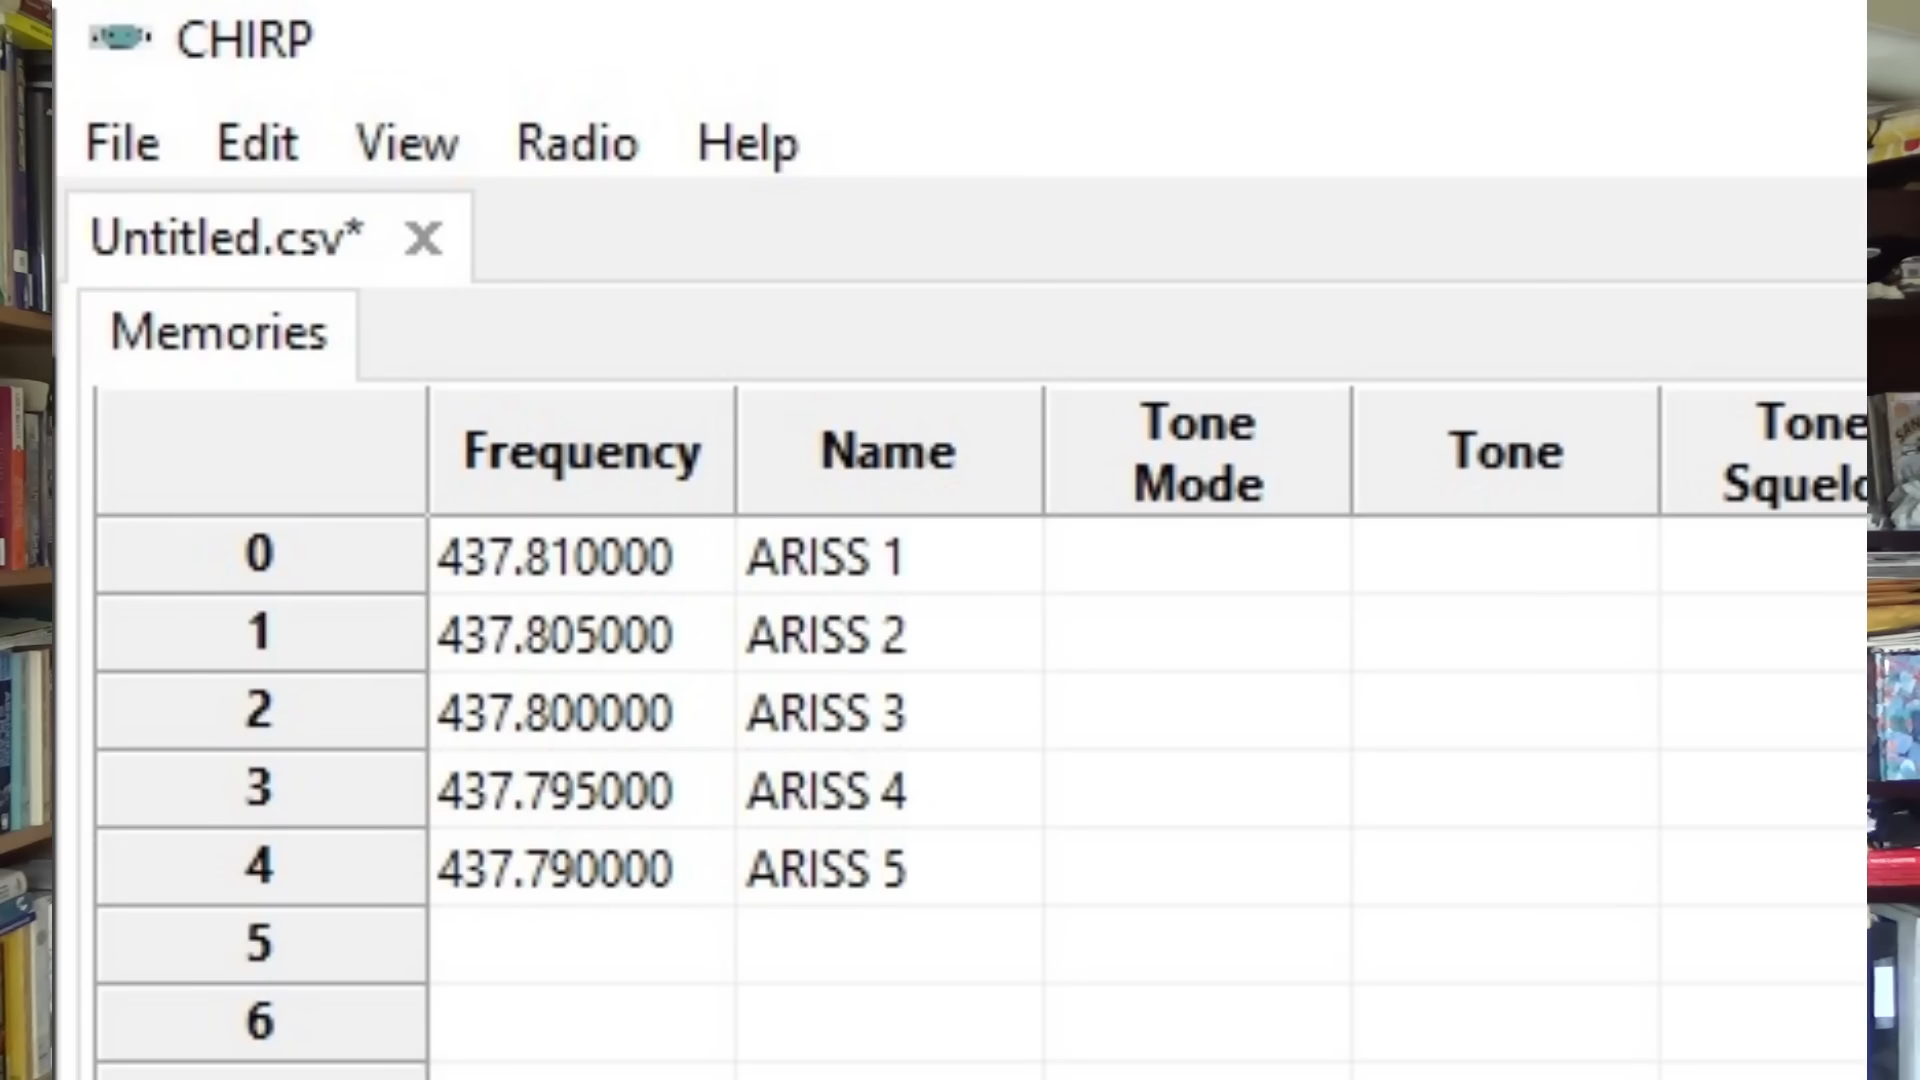 CHIRP
File Edit View Radio Help
Untitled.csv* X
Memories
Frequency Name Tone Mode Tone Tone
0 437.810000 ARISS 1
1 437.805000 ARISS 2
2 437.800000 ARISS 3
3 437.795000 ARISS 4
4 437.790000 ARISS 5
5
6